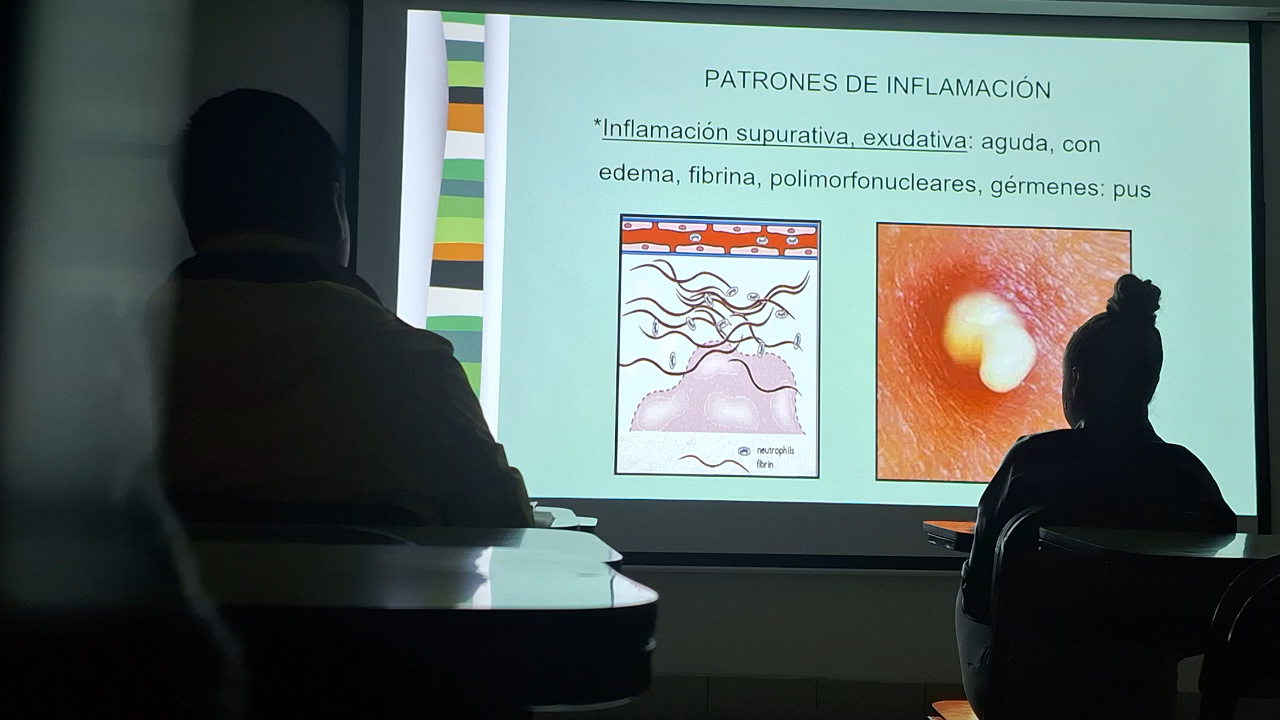 PATRONES DE INFLAMACIÓN
*Inflamación supurativa, exudativa: aguda, con
edema, fibrina, polimorfonucleares, gérmenes: pus
neutrophils
fibrin